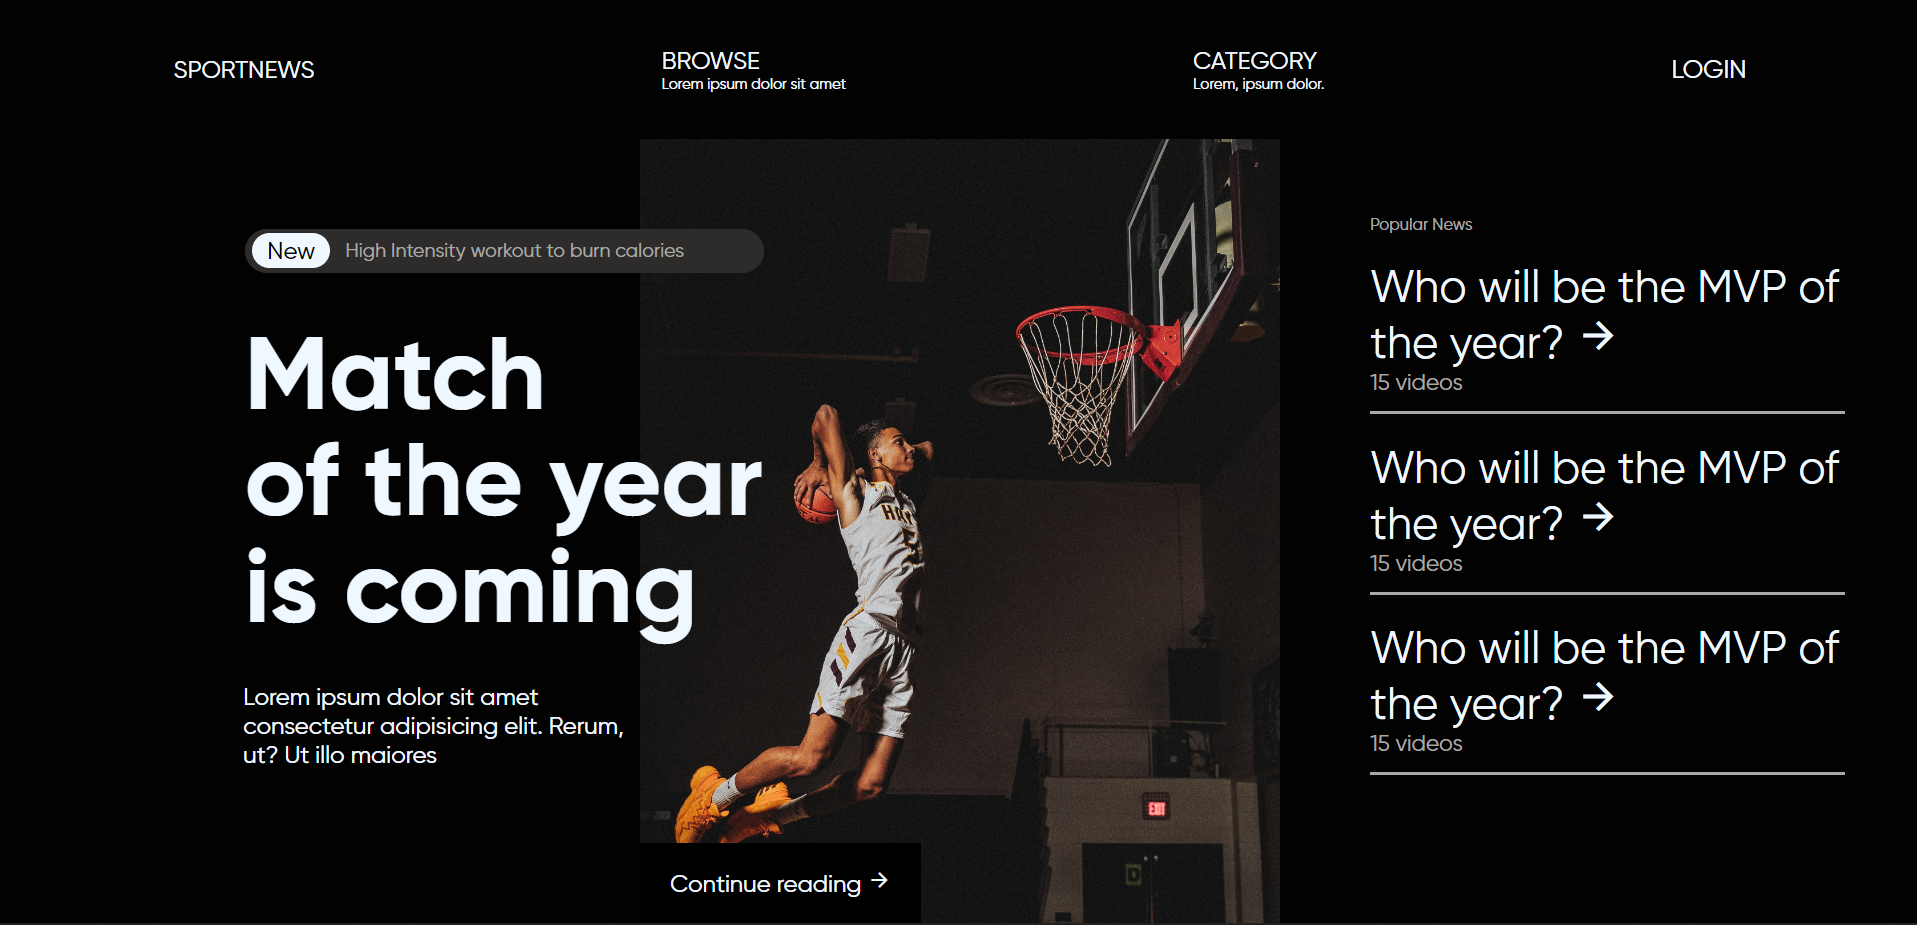 SPORTNEWS
BROWSE
Lorem ipsum dolor sit amet
CATEGORY
Lorem, ipsum dolor.
LOGIN
New High Intensity workout to burn calories
Match
of the year
is coming
Lorem ipsum dolor sit amet
consectetur adipisicing elit. Rerum,
ut? Ut illo maiores
HAY
EXIT
D
Continue reading →
Popular News
Who will be the MVP of
the year? →
15 videos
Who will be the MVP of
the year? →
15 videos
Who will be the MVP of
the year? →
15 videos